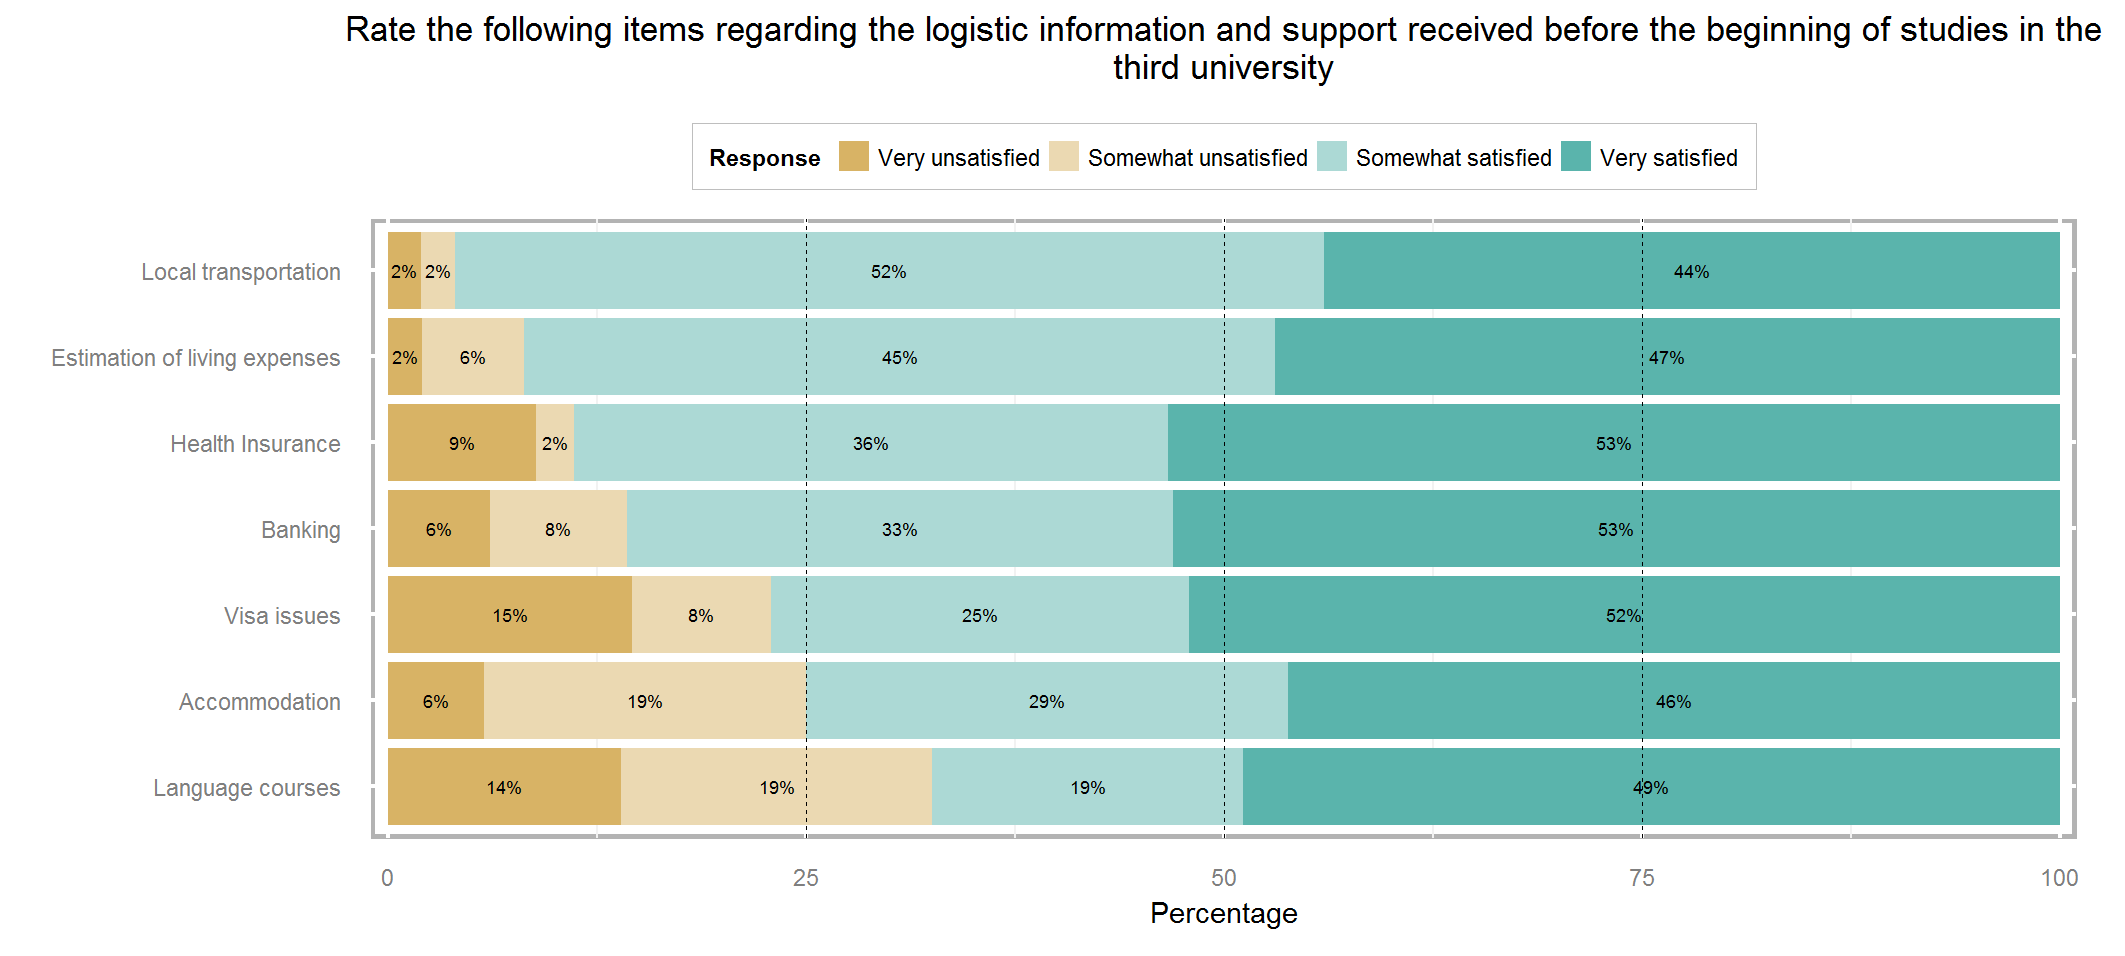 Rate the following items regarding the logistic information and support received before the beginning of studies in the
third university
Response Very unsatisfied Somewhat unsatisfied Somewhat satisfied Very satisfied
Local transportation 2% 2% 52% 44%
Estimation of living expenses 2% 6% 45% 47%
Health Insurance 9% 2% 36% 53%
Banking 6% 8% 33% 53%
Visa issues 15% 8% 25% 52%
Accommodation 6% 19% 29% 46%
Language courses 14% 19% 19% 49%
0 25 50 75 100
Percentage